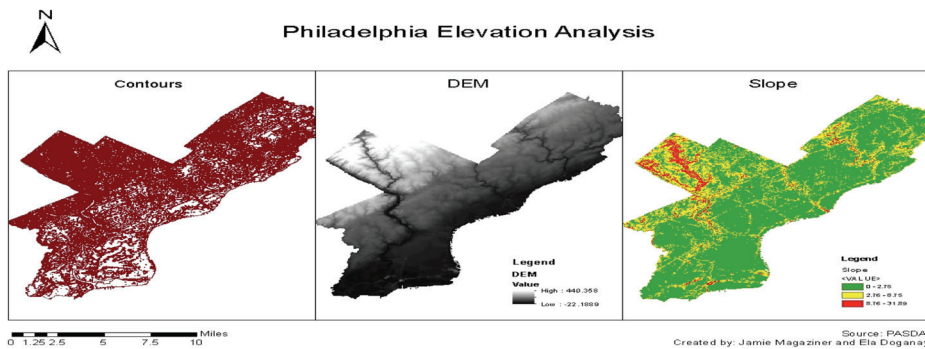 N
Philadelphia Elevation Analysis
Contours
DEM
Slope
Legend
DEM
Value
High : 440.358
Low : -22.1889
Legend
Slope
<VALUE>
0 - 2.75
2.76 - 8.75
8.76 - 31.89
Miles
0 1.25 2.5 5 7.5 10
Source: PASDA
Created by: Jamie Magaziner and Ela Doganay